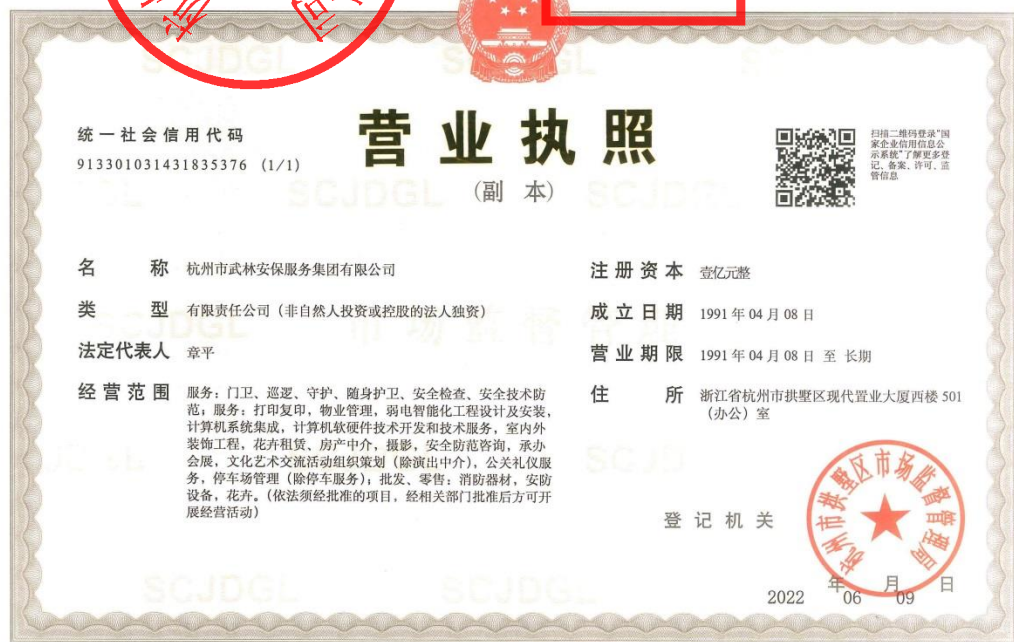 营业执照
(副 本)
统一社会信用代码
913301031431835376 (1/1)
扫描二维码登录"国
家企业信用信息公
示系统"了解更多登
记、备案、许可、监
管信息
名 称 杭州市武林安保服务集团有限公司
类 型 有限责任公司（非自然人投资或控股的法人独资）
法定代表人 章平
经营范围 服务：门卫、巡逻、守护、随身护卫、安全检查、安全技术防
范；服务：打印复印，物业管理，弱电智能化工程设计及安装，
计算机系统集成，计算机软硬件技术开发和技术服务，室内外
装饰工程，花卉租赁、房产中介，摄影，安全防范咨询，承办
会展，文化艺术交流活动组织策划（除演出中介），公关礼仪服
务，停车场管理（除停车服务）；批发、零售：消防器材，安防
设备，花卉。（依法须经批准的项目，经相关部门批准后方可开
展经营活动）
注册资本 壹亿元整
成立日期 1991年04月08日
营业期限 1991年04月08日 至 长期
住 所 浙江省杭州市拱墅区现代置业大厦西楼501
（办公）室
登记机关
杭州市拱墅区市场监督管理局
2022 年 06 月 09 日
SCJDGL
SCJDGL
SCJDGL
SCJDGL